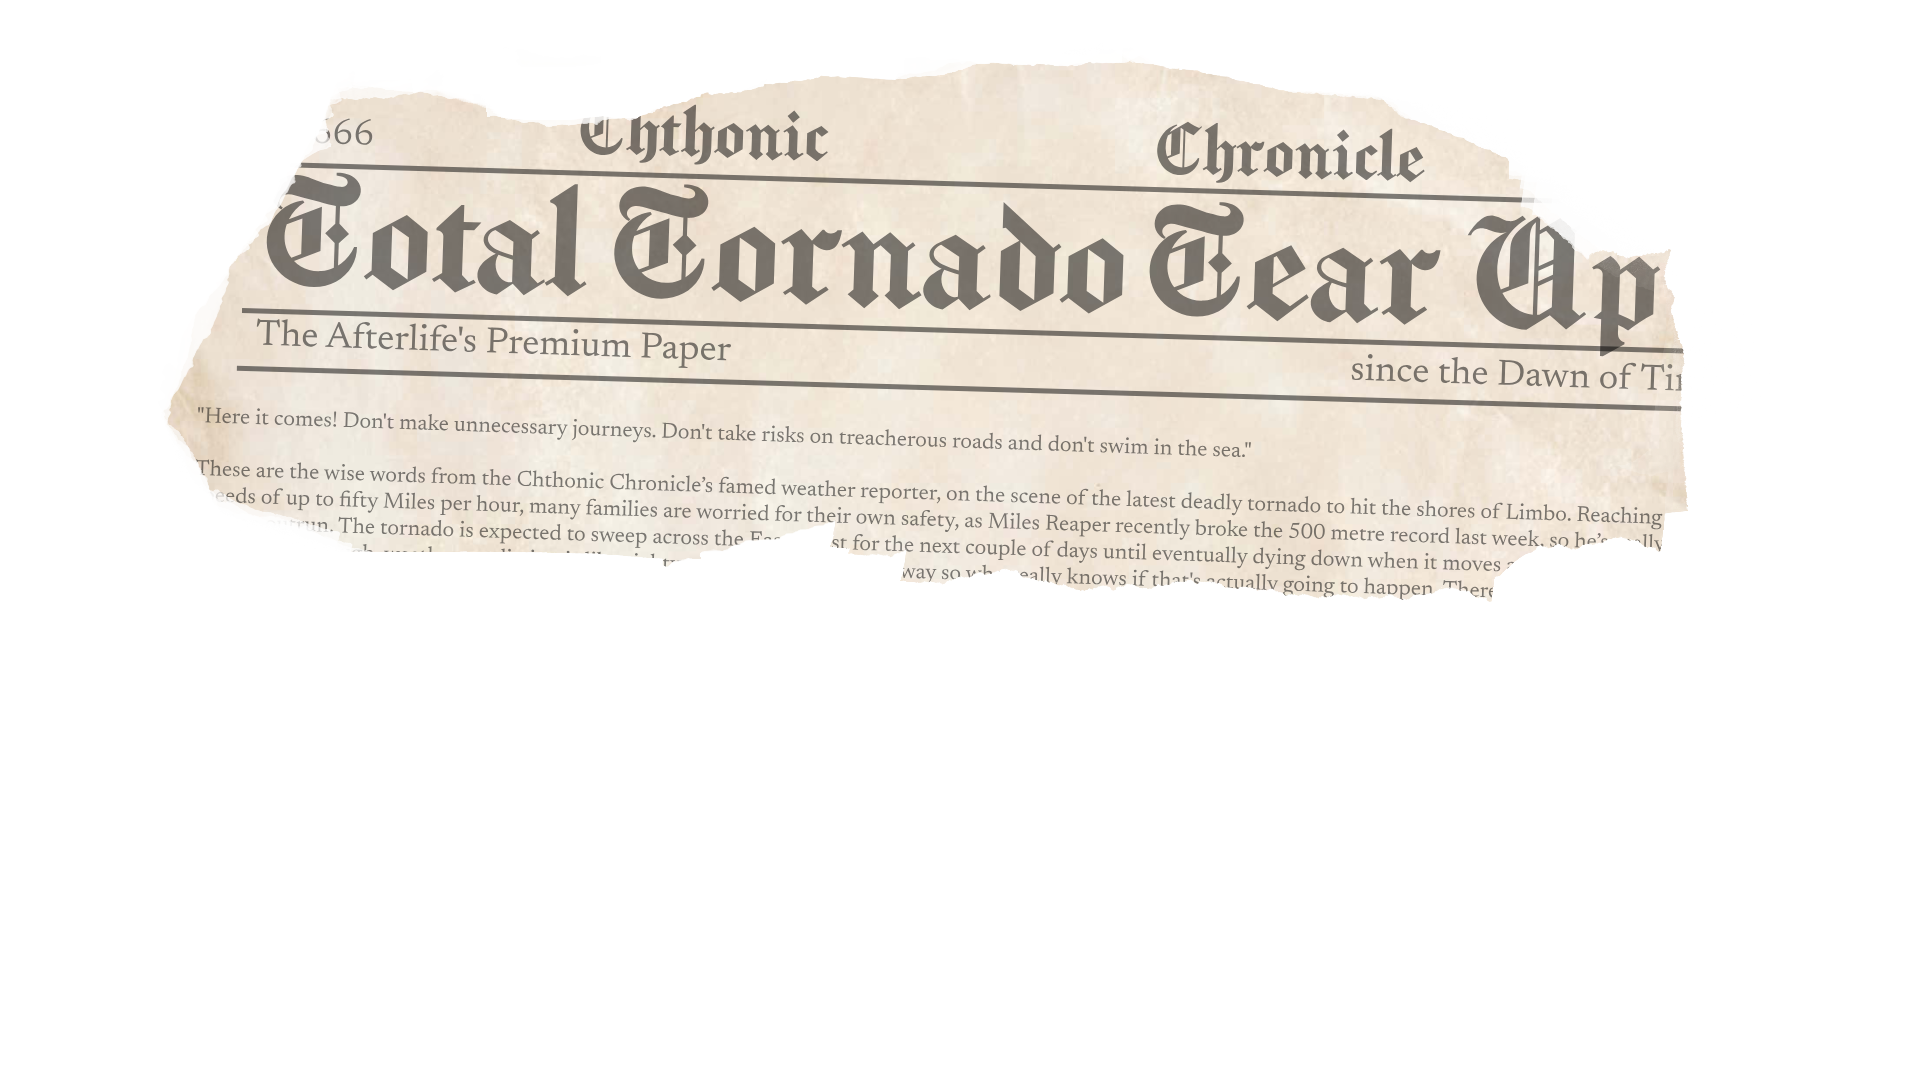 666 Chthonic Chronicle
Total Tornado Tear Up
The Afterlife's Premium Paper since the Dawn of
"Here it comes! Don't make unnecessary journeys. Don't take risks on treacherous roads and don't swim in the sea."
These are the wise words from the Chthonic Chronicle’s famed weather reporter, on the scene of the latest deadly tornado to hit the shores of Limbo. Reaching
of up to fifty Miles per hour, many families are worried for their own safety, as Miles Reaper recently broke the 500 metre record last week, so he’s
The tornado is expected to sweep across the for the next couple of days until eventually dying down when it moves
way so knows if that's actually going to happen. There